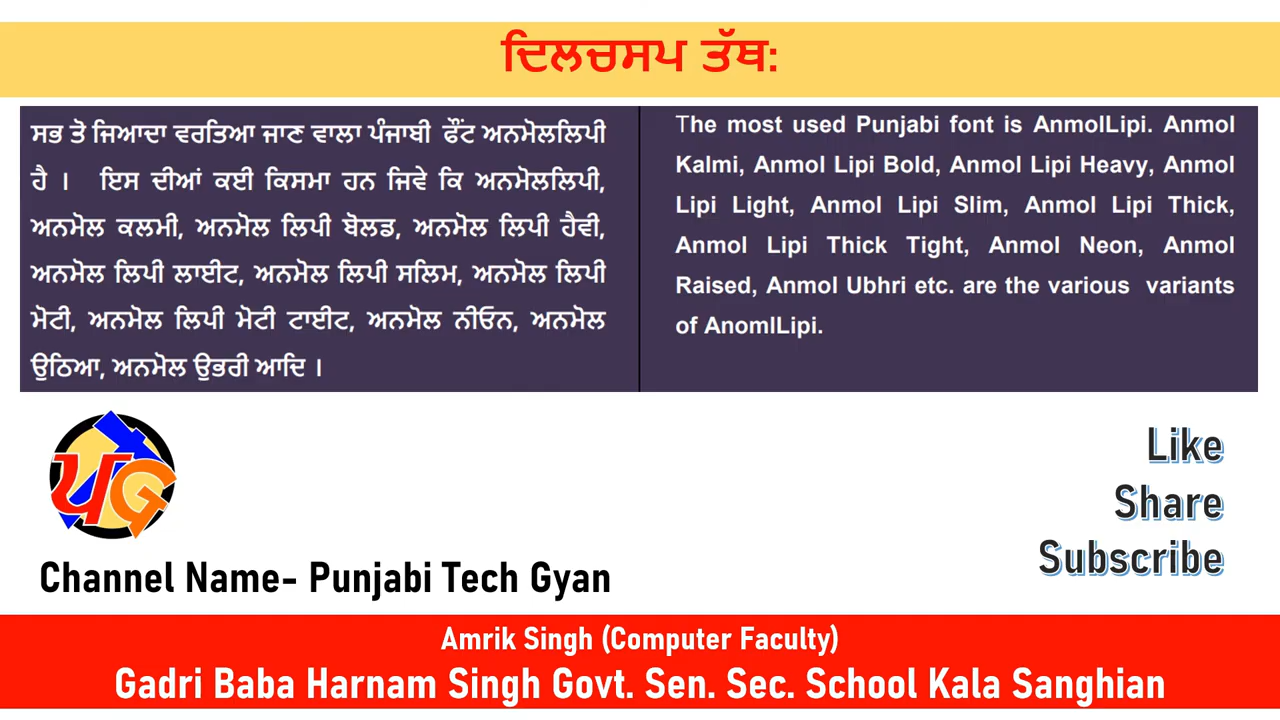 ਦਿਲਚਸਪ ਤੱਥ:
ਸਭ ਤੋ ਜਿਆਦਾ ਵਰਤਿਆ ਜਾਣ ਵਾਲਾ ਪੰਜਾਬੀ ਫੌਂਟ ਅਨਮੋਲਲਿਪੀ
ਹੈ । ਇਸ ਦੀਆਂ ਕਈ ਕਿਸਮਾ ਹਨ ਜਿਵੇ ਕਿ ਅਨਮੋਲਲਿਪੀ,
ਅਨਮੋਲ ਕਲਮੀ, ਅਨਮੋਲ ਲਿਪੀ ਬੋਲਡ, ਅਨਮੋਲ ਲਿਪੀ ਹੈਵੀ,
ਅਨਮੋਲ ਲਿਪੀ ਲਾਈਟ, ਅਨਮੋਲ ਲਿਪੀ ਸਲਿਮ, ਅਨਮੋਲ ਲਿਪੀ
ਮੋਟੀ, ਅਨਮੋਲ ਲਿਪੀ ਮੋਟੀ ਟਾਈਟ, ਅਨਮੋਲ ਨੀਓਨ, ਅਨਮੋਲ
ਉਠਿਆ, ਅਨਮੋਲ ਉਭਰੀ ਆਦਿ ।
The most used Punjabi font is AnmolLipi. Anmol
Kalmi, Anmol Lipi Bold, Anmol Lipi Heavy, Anmol
Lipi Light, Anmol Lipi Slim, Anmol Lipi Thick,
Anmol Lipi Thick Tight, Anmol Neon, Anmol
Raised, Anmol Ubhri etc. are the various variants
of AnomlLipi.
ਪ G
Like
Share
Subscribe
Channel Name- Punjabi Tech Gyan
Amrik Singh (Computer Faculty)
Gadri Baba Harnam Singh Govt. Sen. Sec. School Kala Sanghian